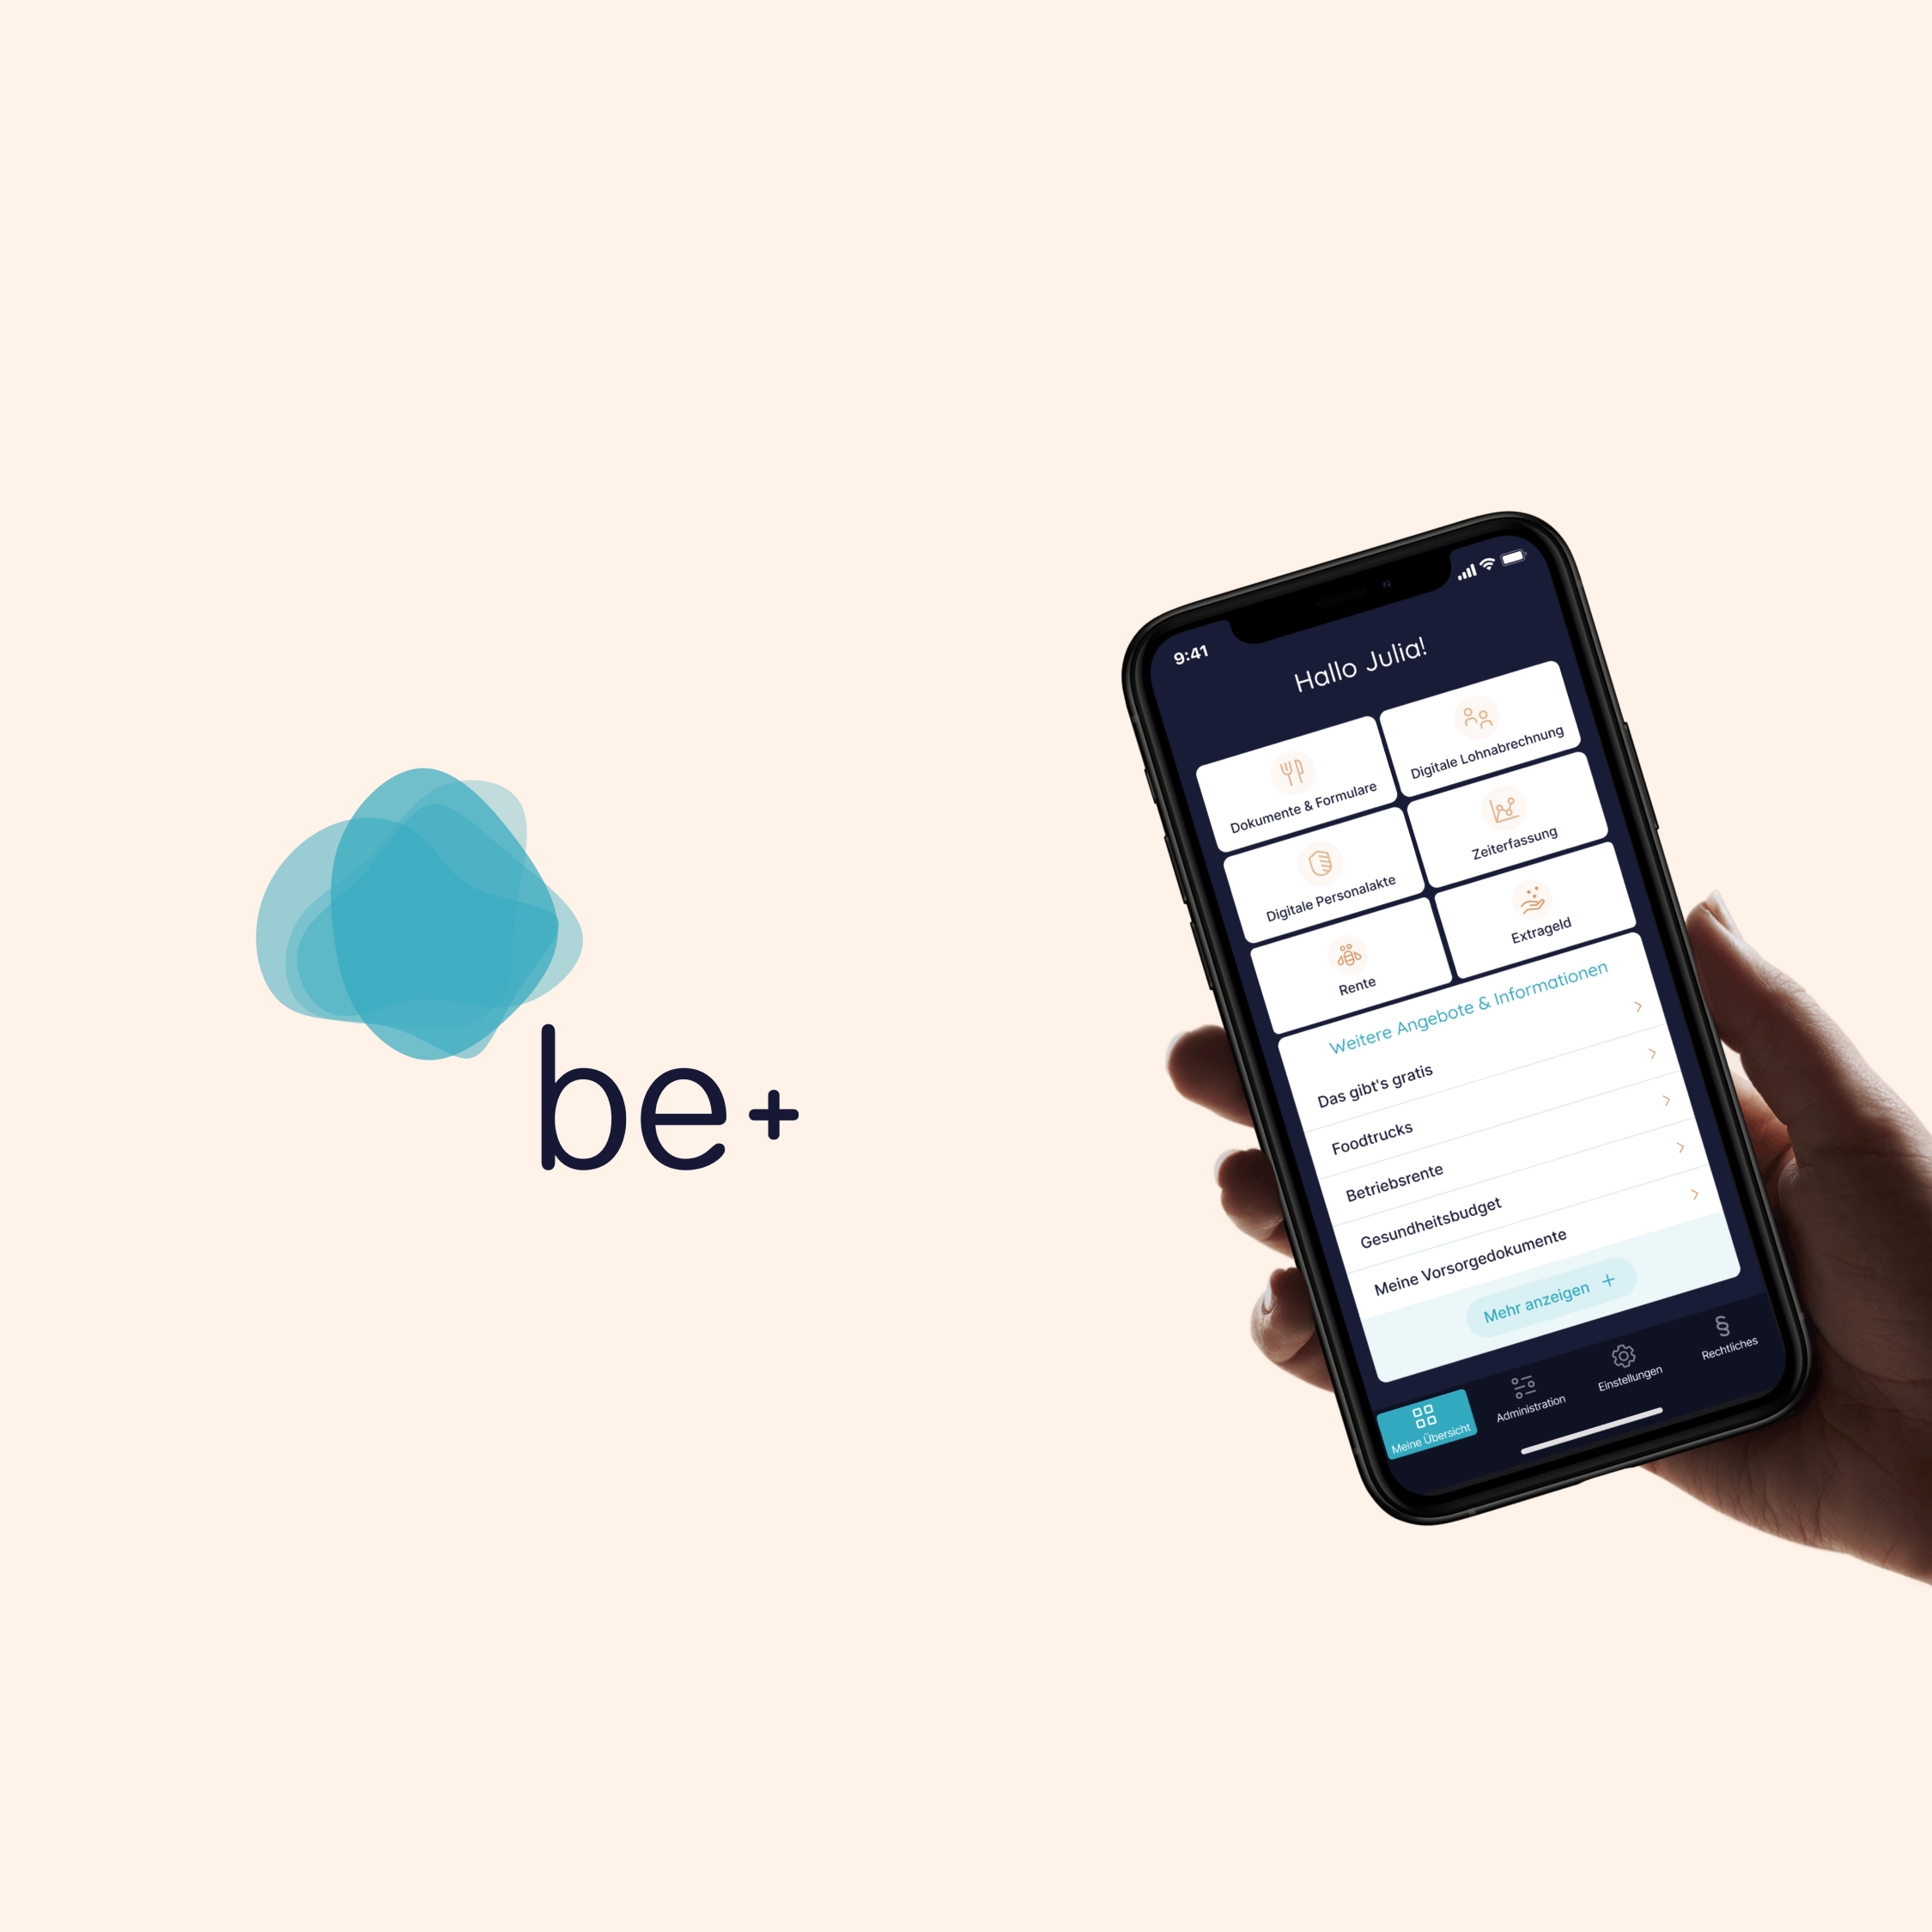 be+
9:41
Hallo Julia!
Dokumente & Formulare
Digitale Lohnabrechnung
Digitale Personalakte
Zeiterfassung
Rente
Extrageld
Weitere Angebote & Informationen
Das gibt's gratis
Foodtrucks
Betriebsrente
Gesundheitsbudget
Meine Vorsorgedokumente
Mehr anzeigen +
Meine Übersicht
Administration
Einstellungen
§
Rechtliches